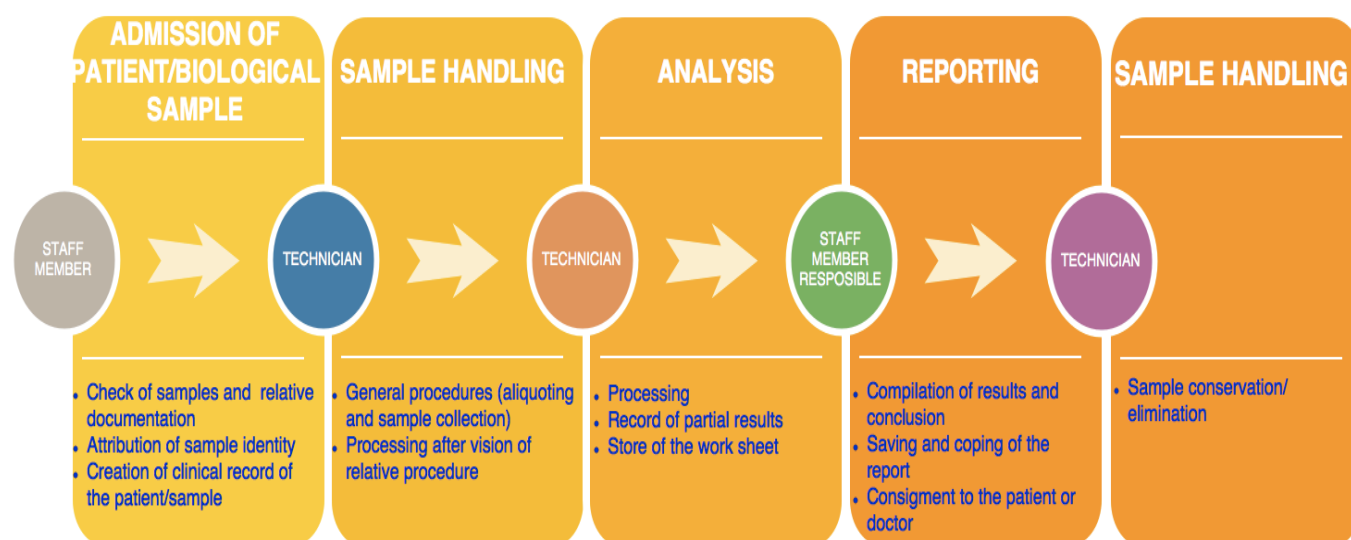 ADMISSION OF
PATIENT/BIOLOGICAL
SAMPLE
SAMPLE HANDLING
ANALYSIS
REPORTING
SAMPLE HANDLING
STAFF
MEMBER
TECHNICIAN
TECHNICIAN
STAFF
MEMBER
RESPOSIBLE
TECHNICIAN
• Check of samples and relative
documentation
• Attribution of sample identity
• Creation of clinical record of
the patient/sample
• General procedures (aliquoting
and sample collection)
• Processing after vision of
relative procedure
• Processing
• Record of partial results
• Store of the work sheet
• Compilation of results and
conclusion
• Saving and coping of the
report
• Consigment to the patient or
doctor
• Sample conservation/
elimination